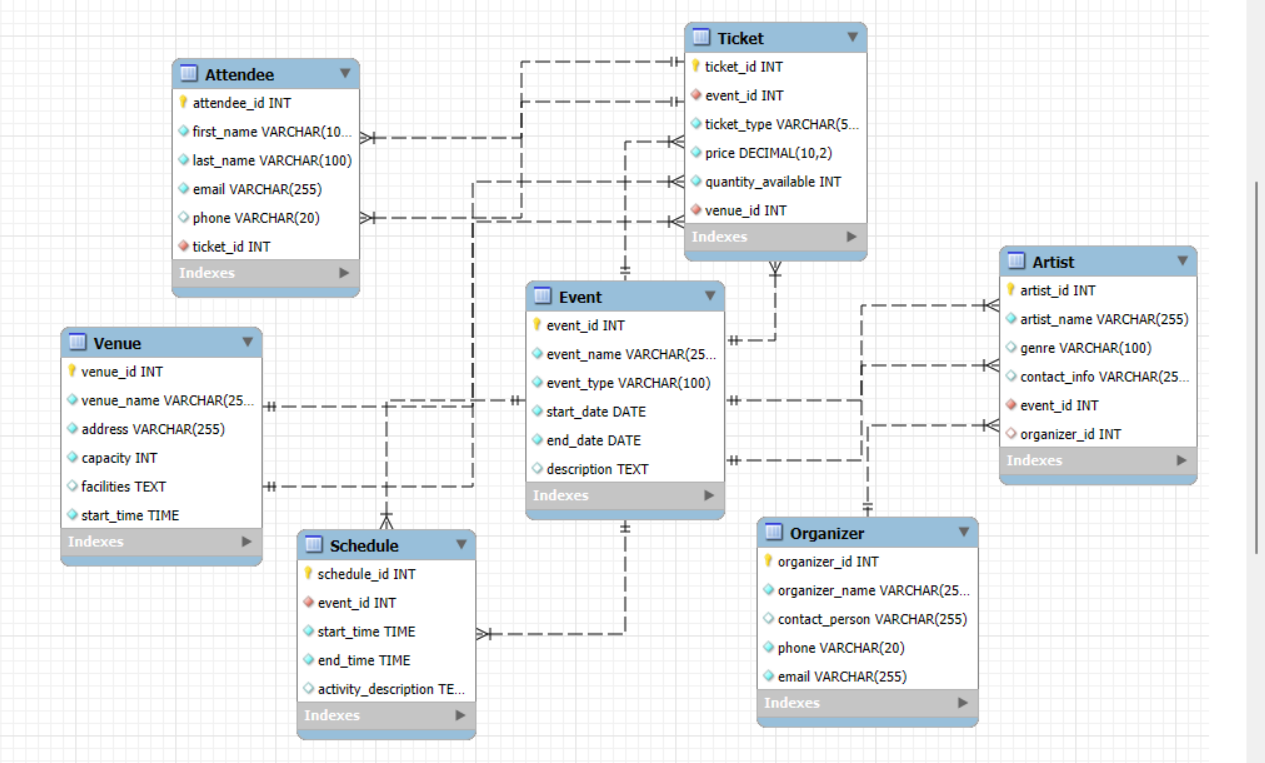 Attendee
attendee_id INT
first_name VARCHAR(10...
last_name VARCHAR(100)
email VARCHAR(255)
phone VARCHAR(20)
ticket_id INT
Indexes
Ticket
ticket_id INT
event_id INT
ticket_type VARCHAR(5...
price DECIMAL(10,2)
quantity_available INT
venue_id INT
Indexes
Venue
venue_id INT
venue_name VARCHAR(25...
address VARCHAR(255)
capacity INT
facilities TEXT
start_time TIME
Indexes
Event
event_id INT
event_name VARCHAR(25...
event_type VARCHAR(100)
start_date DATE
end_date DATE
description TEXT
Indexes
Artist
artist_id INT
artist_name VARCHAR(255)
genre VARCHAR(100)
contact_info VARCHAR(25...
event_id INT
organizer_id INT
Indexes
Schedule
schedule_id INT
event_id INT
start_time TIME
end_time TIME
activity_description TE...
Indexes
Organizer
organizer_id INT
organizer_name VARCHAR(25...
contact_person VARCHAR(255)
phone VARCHAR(20)
email VARCHAR(255)
Indexes